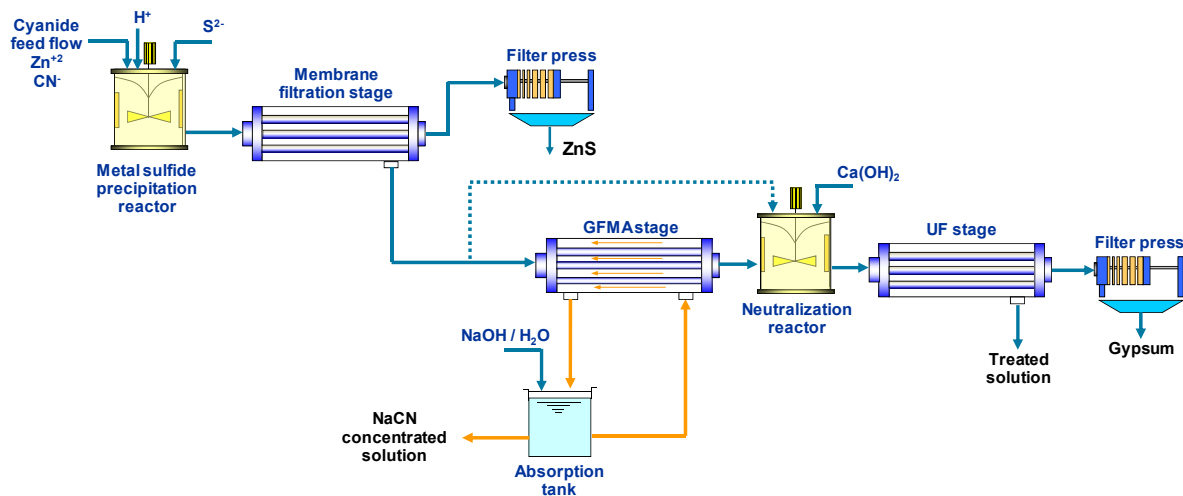 Cyanide
feed flow
Zn⁺²
CN⁻
H⁺
S²⁻
Metal sulfide
precipitation
reactor
Membrane
filtration stage
Filter press
ZnS
Ca(OH)₂
GFMA stage
Neutralization
reactor
UF stage
Filter press
Gypsum
Treated
solution
NaOH / H₂O
NaCN
concentrated
solution
Absorption
tank